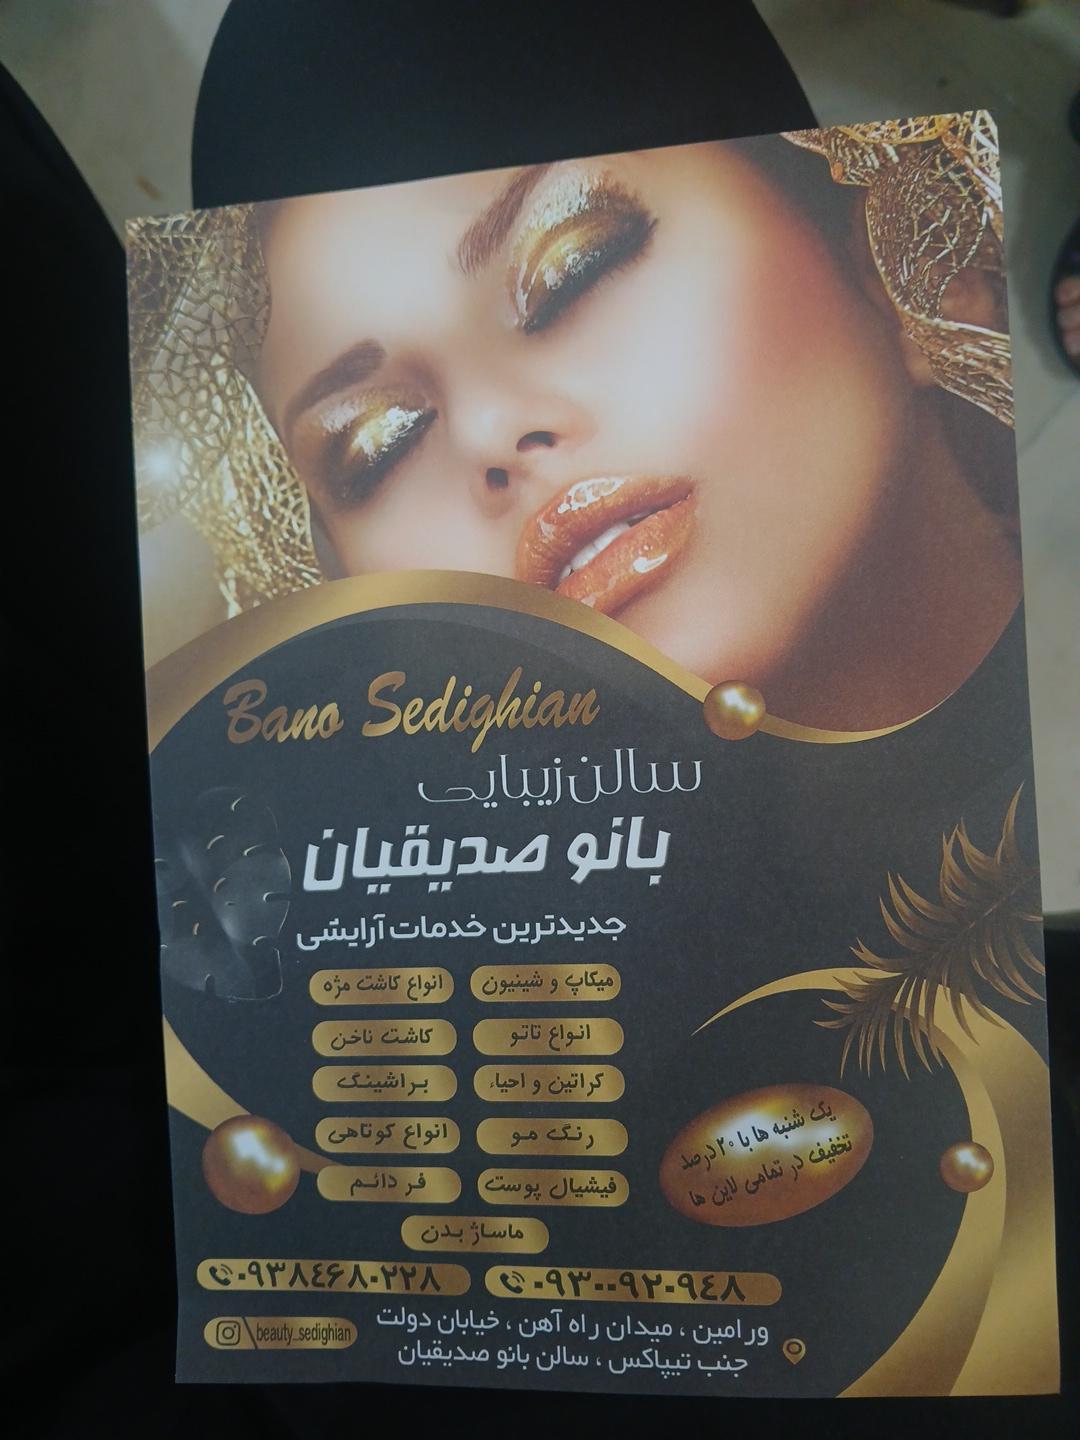 Bano Sedighian
سالن زیبایی
بانو صدیقیان
جدیدترین خدمات آرایشی
میکاپ و شینیون
انواع کاشت مژه
انواع تاتو
کاشت ناخن
کراتین و احیاء
براشینگ
رنگ مو
انواع کوتاهی
فیشیال پوست
فر دائم
ماساژ بدن
یک شنبه ها با ۲۰ درصد
تخفیف در تمامی لاین ها
۰۹۳۰۰۹۲۰۹۴۸
۰۹۳۸۴۶۸۰۲۲۸
ورامین ، میدان راه آهن ، خیابان دولت
جنب تیپاکس ، سالن بانو صدیقیان
beauty_sedighian